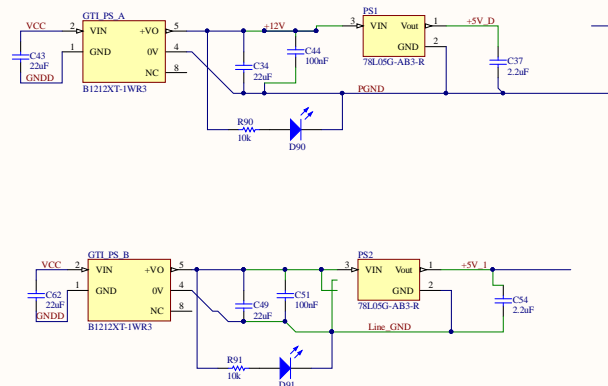 GTI_PS_A
PS1
VCC
2
VIN
+VO
5
+12V
3
VIN
Vout
1
+5V_D
1
GND
0V
4
GND
2
C43
22uF
NC
8
C34
22uF
C44
100nF
78L05G-AB3-R
C37
2.2uF
GNDD
B1212XT-1WR3
PGND
R90
10k
D90
GTI_PS_B
PS2
VCC
2
VIN
+VO
5
3
VIN
Vout
1
+5V_1
1
GND
0V
4
GND
2
C62
22uF
NC
8
C49
22uF
C51
100nF
78L05G-AB3-R
C54
2.2uF
GNDD
B1212XT-1WR3
Line_GND
R91
10k
D91